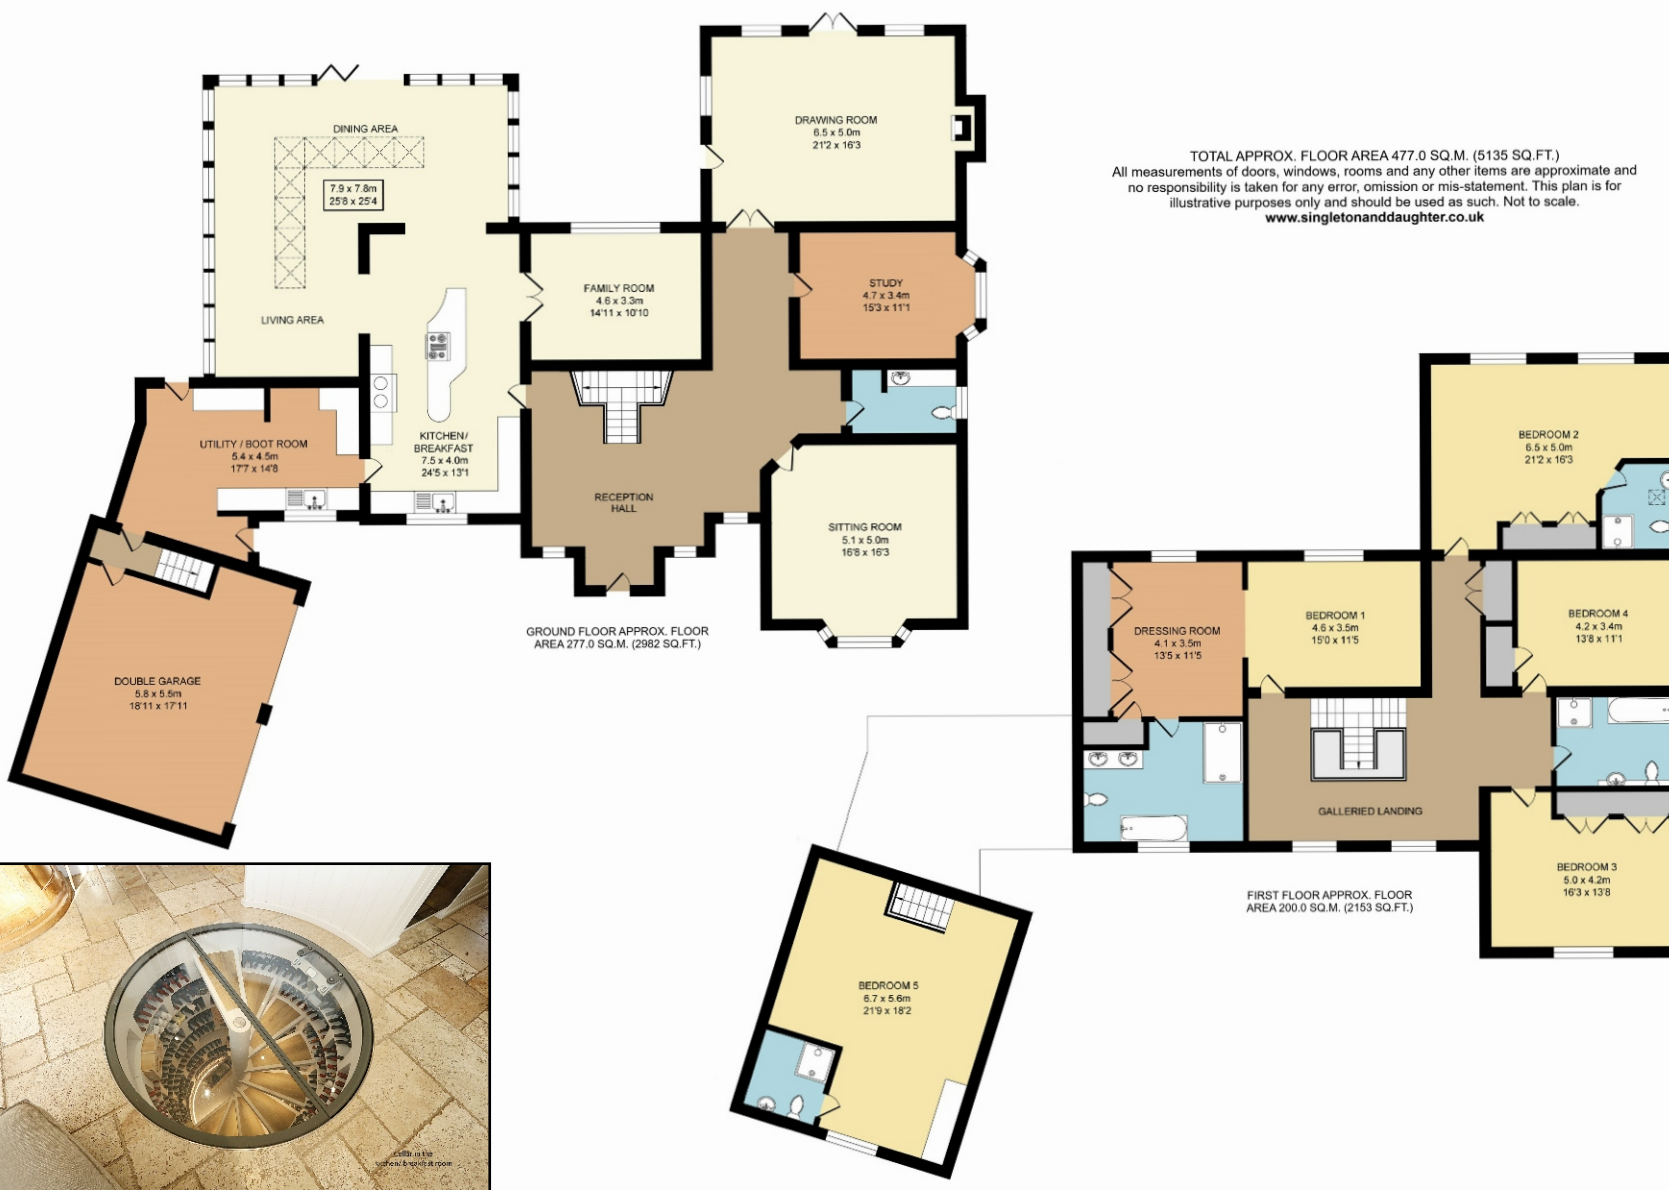 DINING AREA
7.9 x 7.8m
25'8 x 25'4
LIVING AREA
DRAWING ROOM
6.5 x 5.0m
21'2 x 16'3
TOTAL APPROX. FLOOR AREA 477.0 SQ.M. (5135 SQ.FT.)
All measurements of doors, windows, rooms and any other items are approximate and
no responsibility is taken for any error, omission or mis-statement. This plan is for
illustrative purposes only and should be used as such. Not to scale.
www.singletonanddaughter.co.uk
FAMILY ROOM
4.6 x 3.3m
14'11 x 10'10
STUDY
4.7 x 3.4m
15'3 x 11'1
UTILITY / BOOT ROOM
5.4 x 4.5m
17'7 x 14'8
KITCHEN/
BREAKFAST
7.5 x 4.0m
24'5 x 13'1
RECEPTION
HALL
SITTING ROOM
5.1 x 5.0m
16'8 x 16'3
GROUND FLOOR APPROX. FLOOR
AREA 277.0 SQ.M. (2982 SQ.FT.)
DOUBLE GARAGE
5.8 x 5.5m
18'11 x 17'11
BEDROOM 2
6.5 x 5.0m
21'2 x 16'3
DRESSING ROOM
4.1 x 3.5m
13'5 x 11'5
BEDROOM 1
4.6 x 3.5m
15'0 x 11'5
BEDROOM 4
4.2 x 3.4m
13'8 x 11'1
GALLERIED LANDING
BEDROOM 3
5.0 x 4.2m
16'3 x 13'8
FIRST FLOOR APPROX. FLOOR
AREA 200.0 SQ.M. (2153 SQ.FT.)
BEDROOM 5
6.7 x 5.6m
21'9 x 18'2
Cellar in the
kitchen/breakfast room